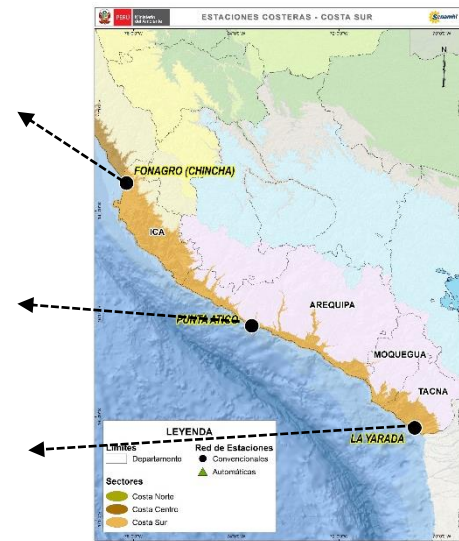 PERÚ Ministerio del Ambiente
ESTACIONES COSTERAS - COSTA SUR
Senamhi
N
FONAGRO (CHINCHA)
ICA
AREQUIPA
PUNTA ATICO
MOQUEGUA
TACNA
LA YARADA
LEYENDA
Límites
Departamento
Red de Estaciones
Convencionales
Automáticas
Sectores
Costa Norte
Costa Centro
Costa Sur